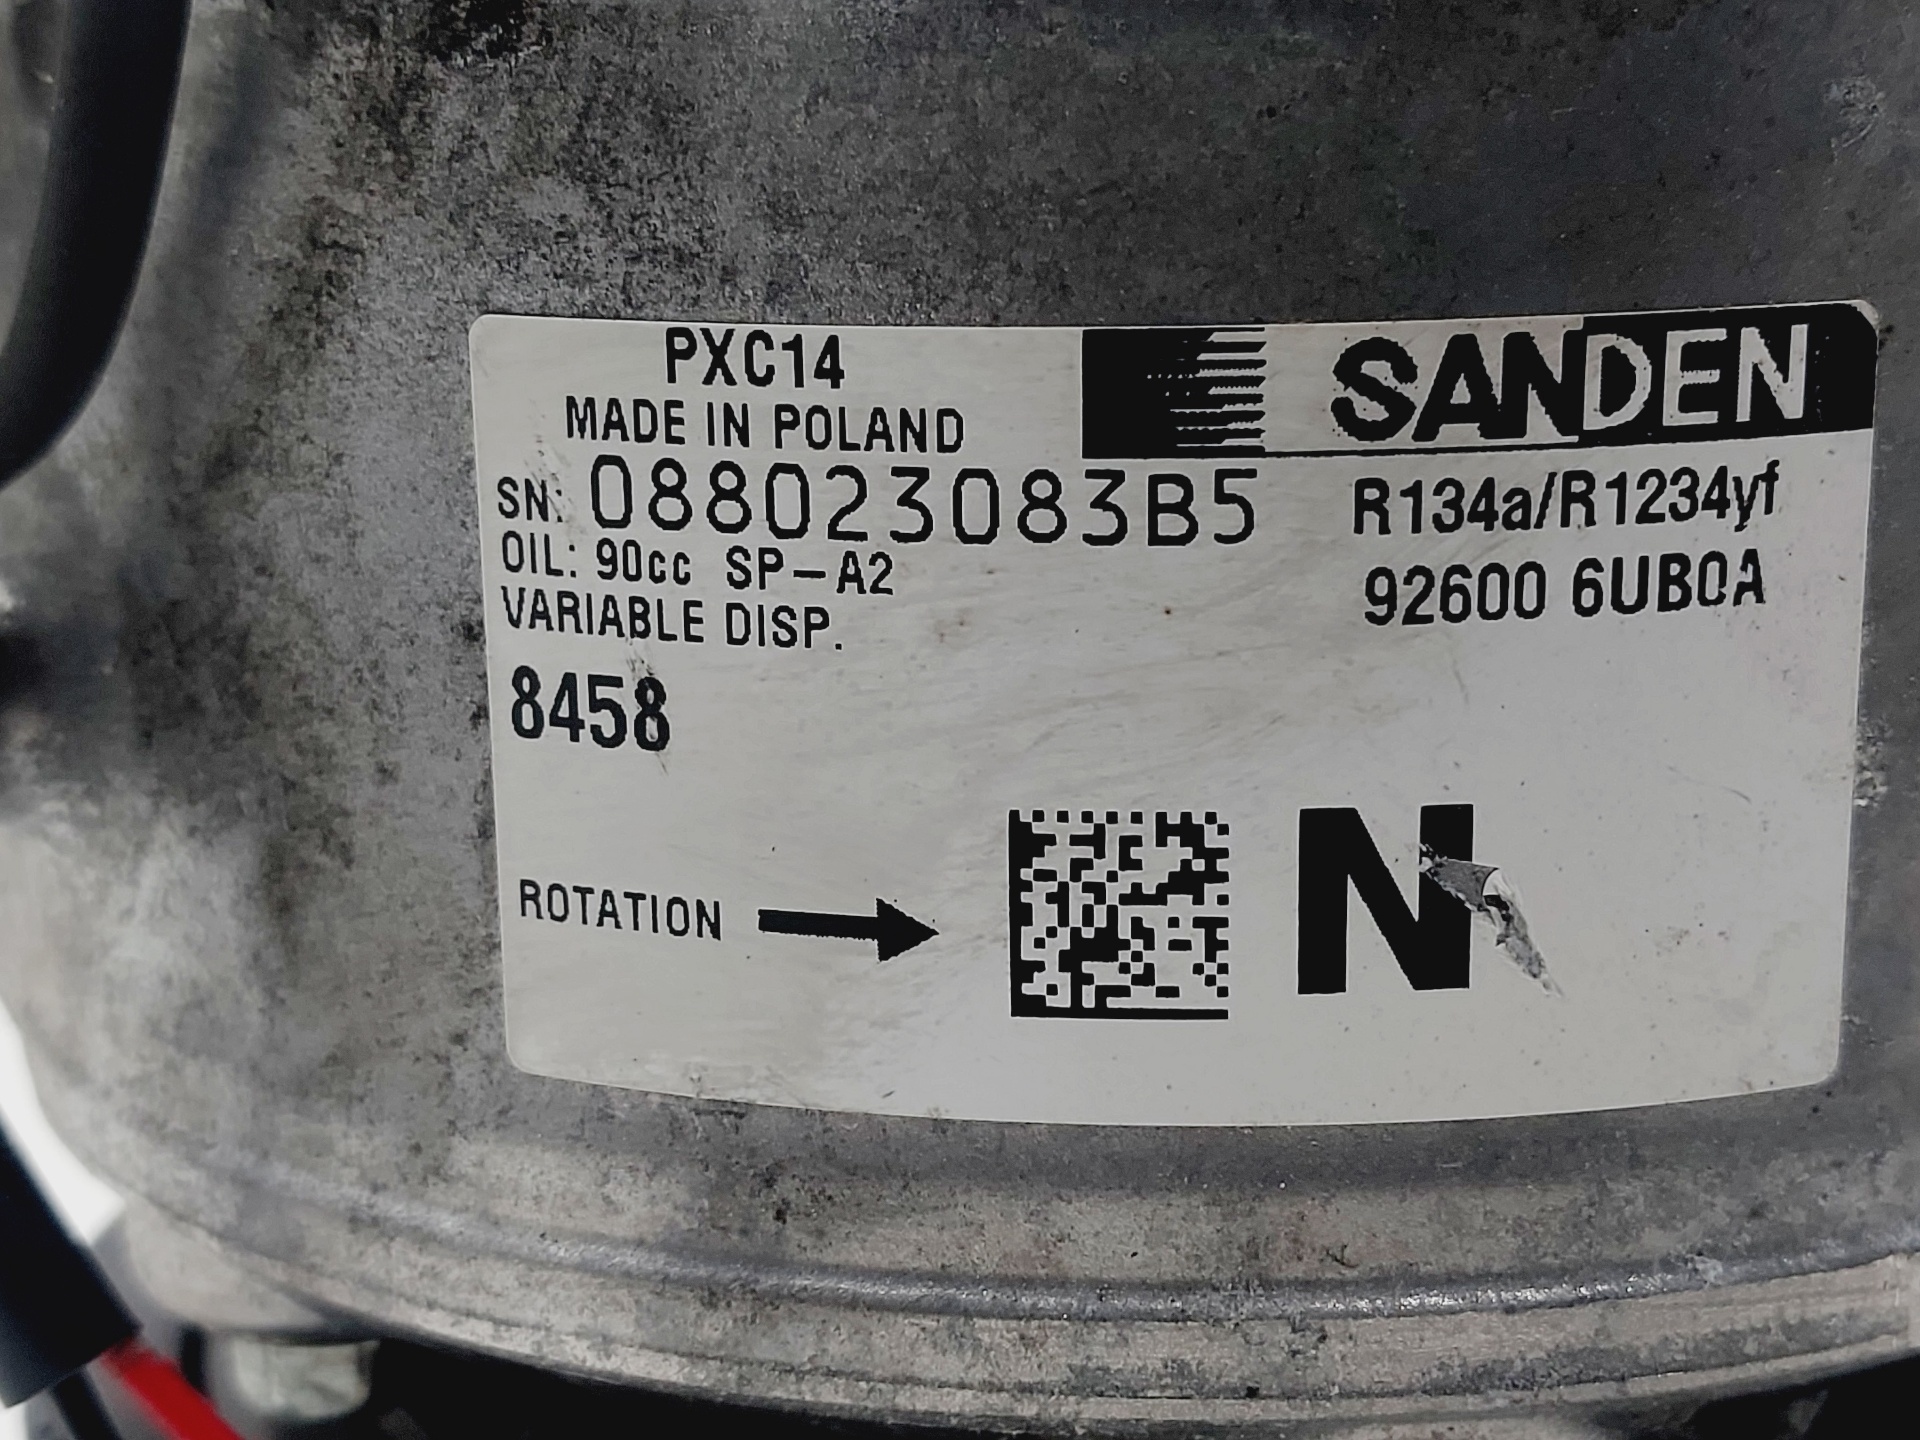 PXC14
SANDEN
MADE IN POLAND
SN: 088023083B5
R134a/R1234yf
OIL: 90cc SP-A2
92600 6UB0A
VARIABLE DISP.
8458
ROTATION
N